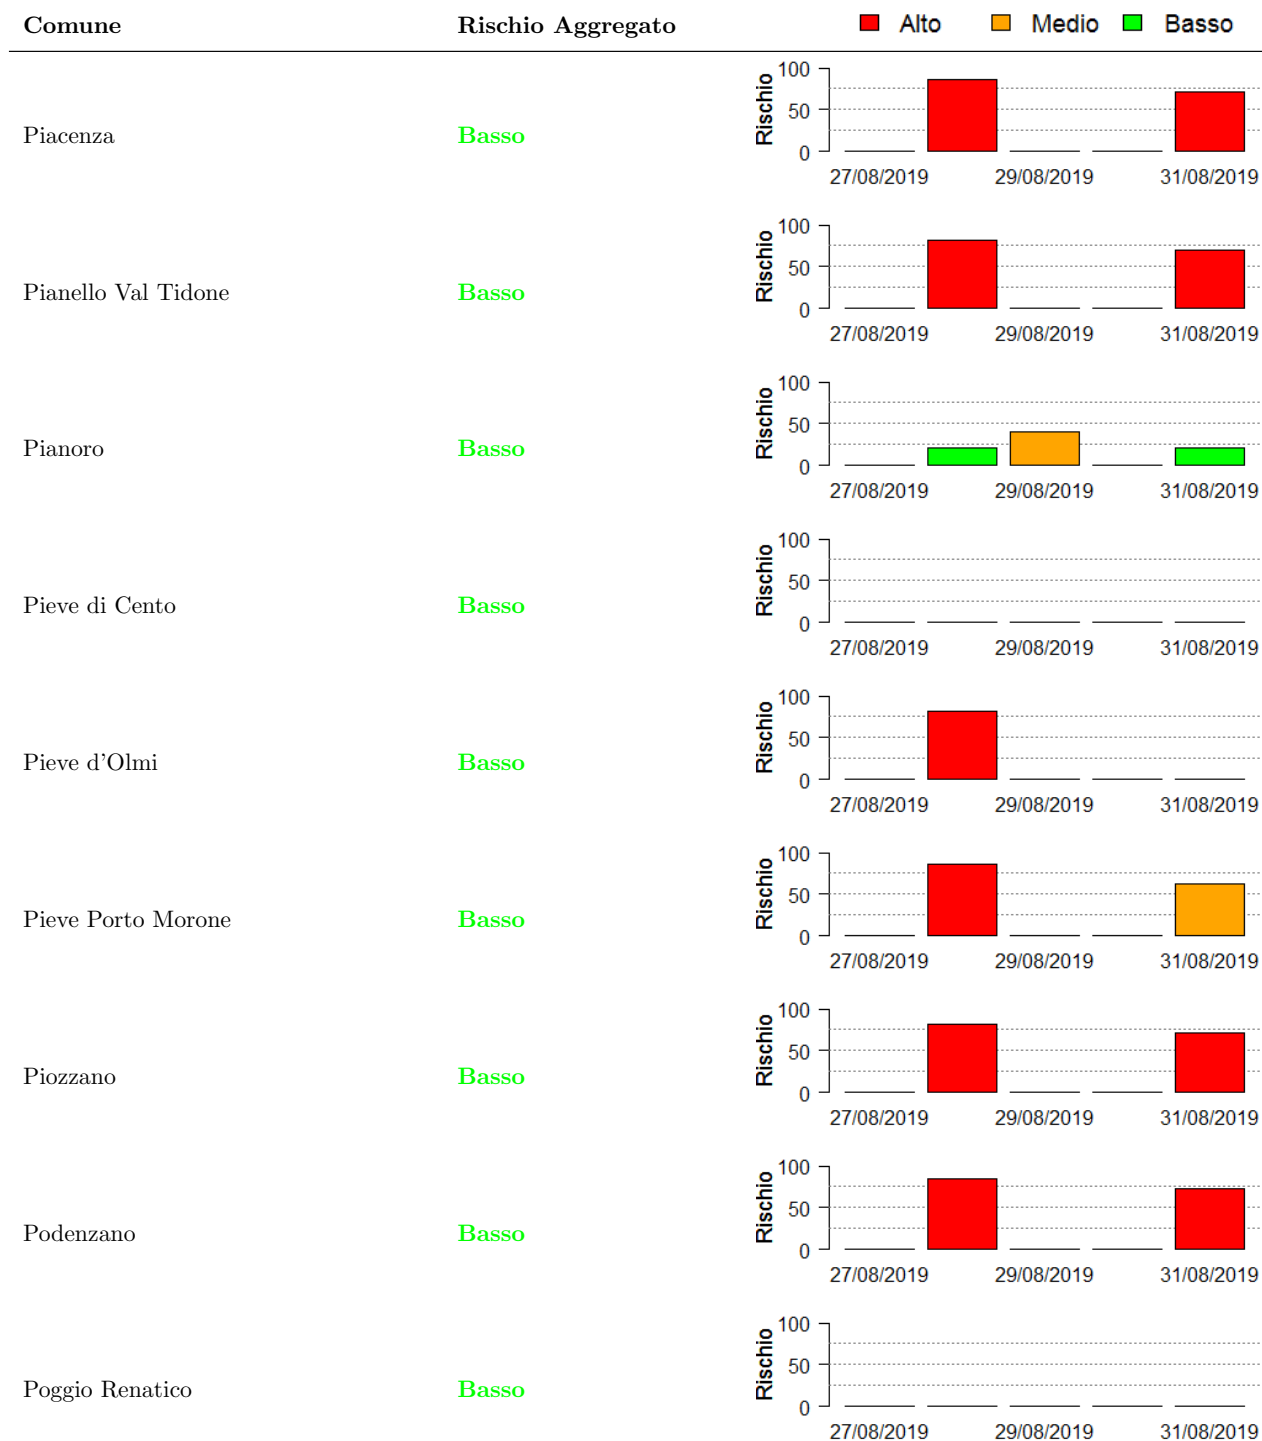 Comune Rischio Aggregato Alto Medio Basso
100
50
0
Rischio
Piacenza Basso
27/08/2019 29/08/2019 31/08/2019
100
50
0
Rischio
Pianello Val Tidone Basso
27/08/2019 29/08/2019 31/08/2019
100
50
0
Rischio
Pianoro Basso
27/08/2019 29/08/2019 31/08/2019
100
50
0
Rischio
Pieve di Cento Basso
27/08/2019 29/08/2019 31/08/2019
100
50
0
Rischio
Pieve d'Olmi Basso
27/08/2019 29/08/2019 31/08/2019
100
50
0
Rischio
Pieve Porto Morone Basso
27/08/2019 29/08/2019 31/08/2019
100
50
0
Rischio
Piozzano Basso
27/08/2019 29/08/2019 31/08/2019
100
50
0
Rischio
Podenzano Basso
27/08/2019 29/08/2019 31/08/2019
100
50
0
Rischio
Poggio Renatico Basso
27/08/2019 29/08/2019 31/08/2019